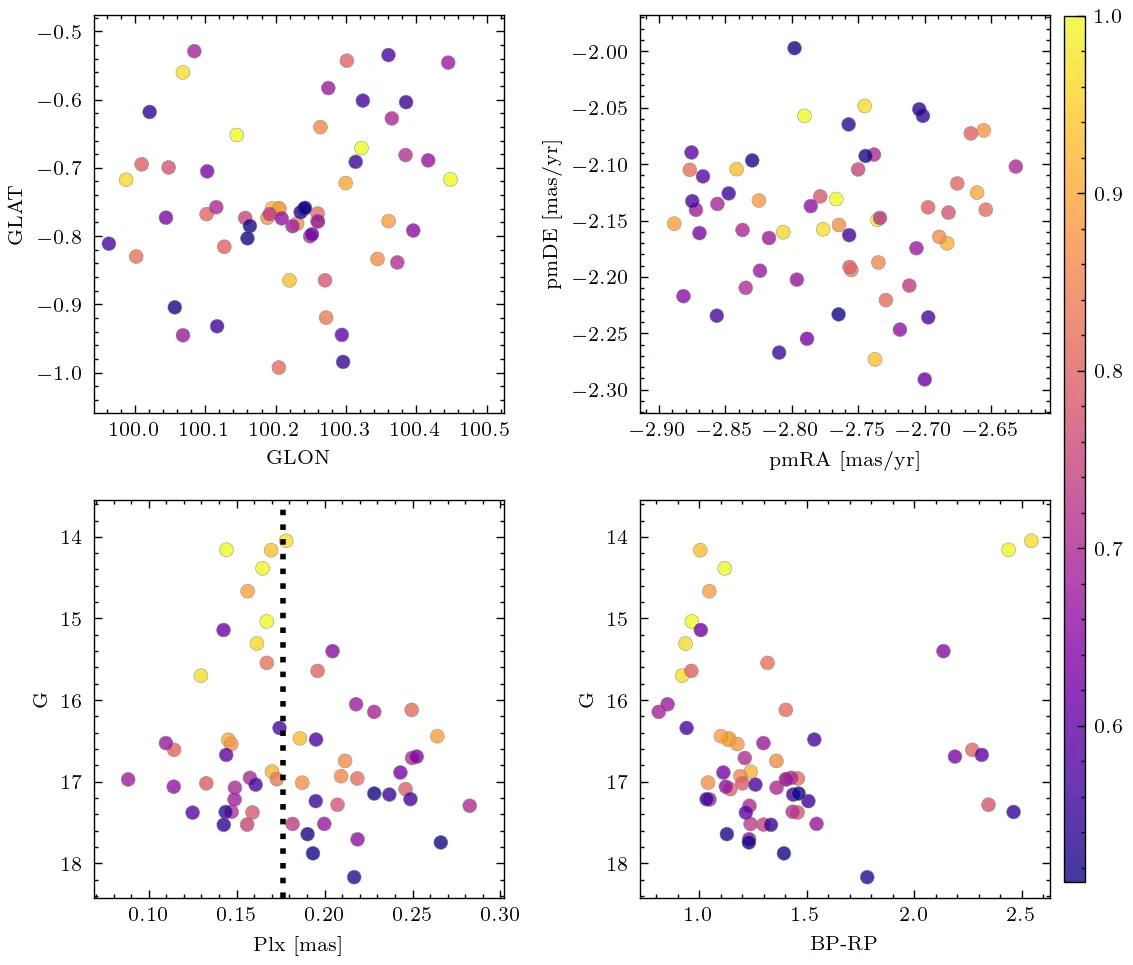 −0.5
−0.6
−0.7
−0.8
−0.9
−1.0
GLAT
100.0 100.1 100.2 100.3 100.4 100.5
GLON
−2.00
−2.05
−2.10
−2.15
−2.20
−2.25
−2.30
pmDE [mas/yr]
−2.90 −2.85 −2.80 −2.75 −2.70 −2.65
pmRA [mas/yr]
1.0
0.9
0.8
0.7
0.6
14
15
16
17
18
G
0.10 0.15 0.20 0.25 0.30
Plx [mas]
14
15
16
17
18
G
1.0 1.5 2.0 2.5
BP-RP